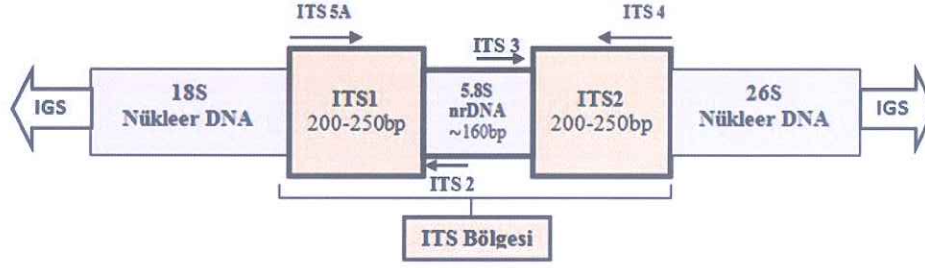 ITS 5A
ITS 4
ITS 3
IGS
18S
Nükleer DNA
ITS1
200-250bp
5.8S
nrDNA
~160bp
ITS2
200-250bp
26S
Nükleer DNA
IGS
ITS 2
ITS Bölgesi